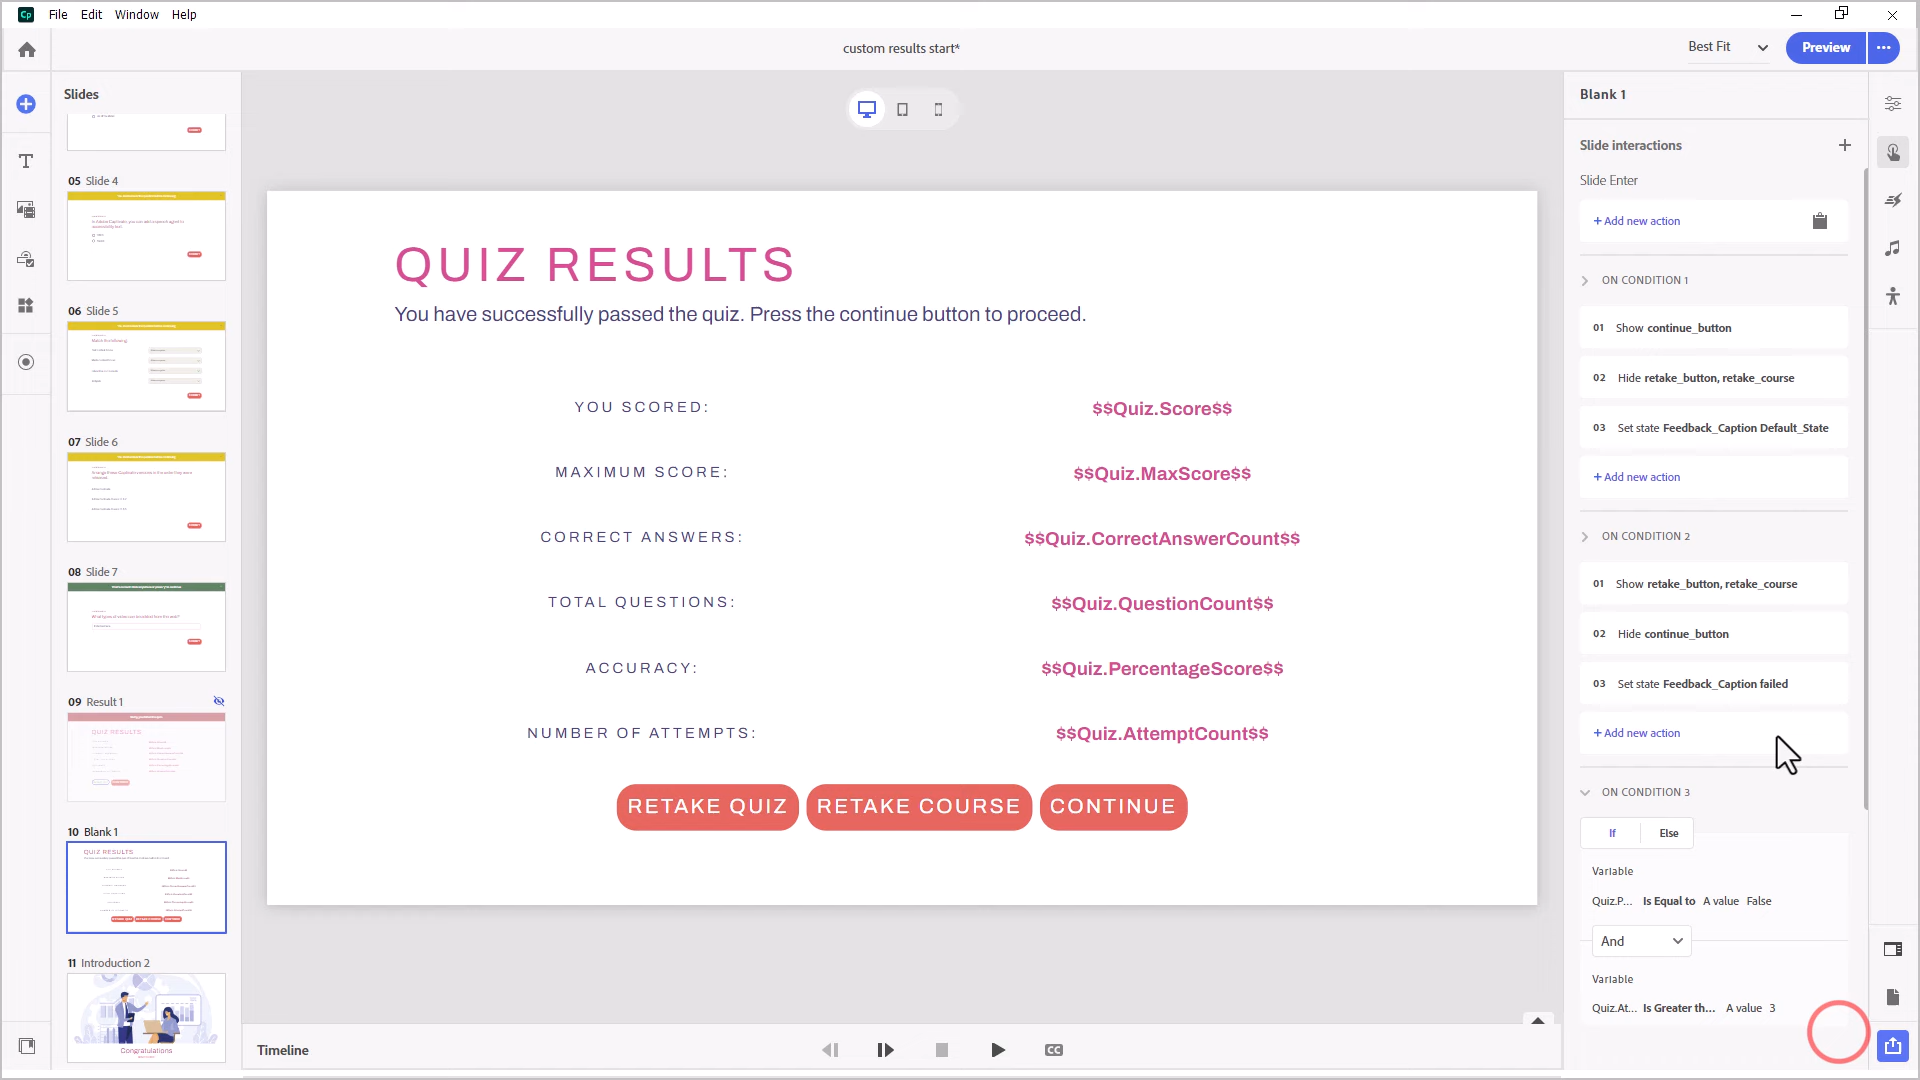 Cp File Edit Window Help
custom results start*
Best Fit
Preview
Slides
05 Slide 4
06 Slide 5
07 Slide 6
08 Slide 7
09 Result 1
QUIZ RESULTS
10 Blank 1
QUIZ RESULTS
11 Introduction 2
Congratulations
QUIZ RESULTS
You have successfully passed the quiz. Press the continue button to proceed.
YOU SCORED: $$Quiz.Score$$
MAXIMUM SCORE: $$Quiz.MaxScore$$
CORRECT ANSWERS: $$Quiz.CorrectAnswerCount$$
TOTAL QUESTIONS: $$Quiz.QuestionCount$$
ACCURACY: $$Quiz.PercentageScore$$
NUMBER OF ATTEMPTS: $$Quiz.AttemptCount$$
RETAKE QUIZ RETAKE COURSE CONTINUE
Timeline
CC
Blank 1
Slide interactions
Slide Enter
+ Add new action
ON CONDITION 1
01 Show continue_button
02 Hide retake_button, retake_course
03 Set state Feedback_Caption Default_State
+ Add new action
ON CONDITION 2
01 Show retake_button, retake_course
02 Hide continue_button
03 Set state Feedback_Caption failed
+ Add new action
ON CONDITION 3
If Else
Variable
Quiz.P... Is Equal to A value False
And
Variable
Quiz.At... Is Greater th... A value 3